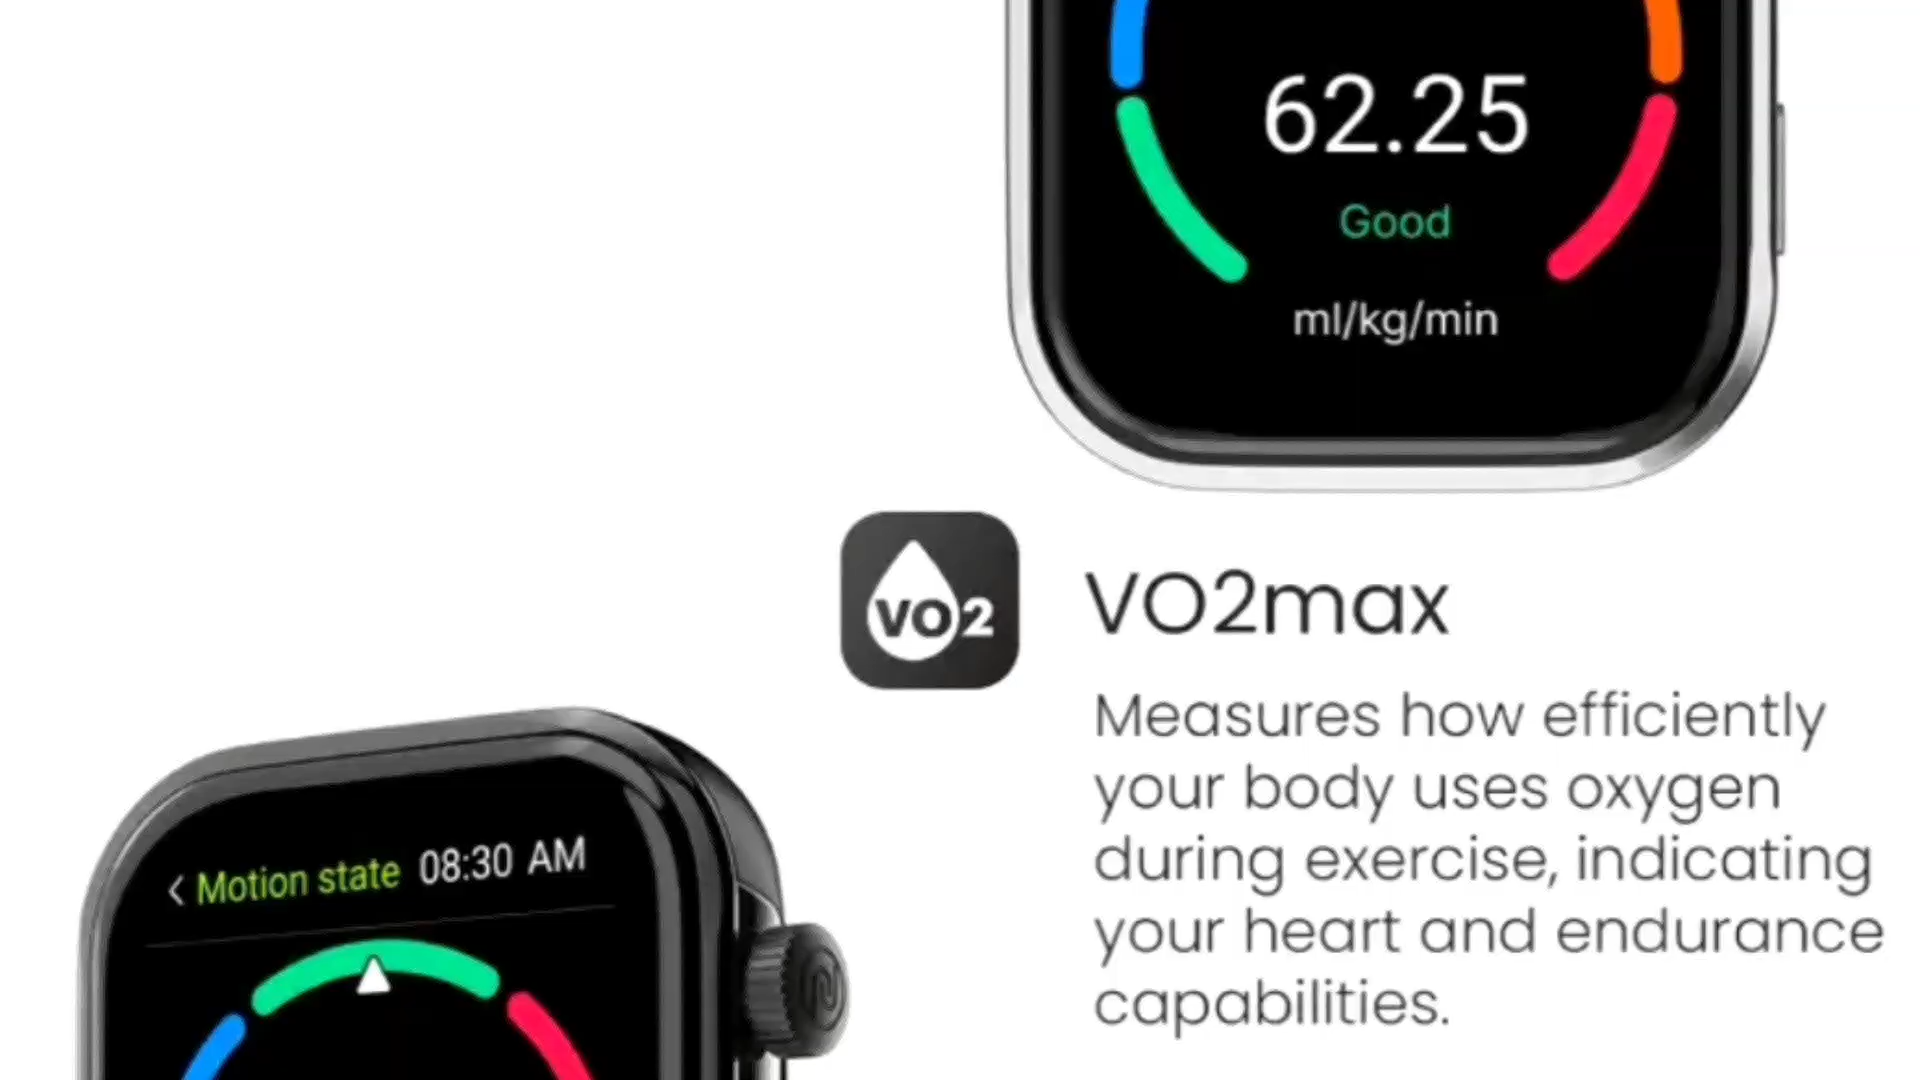 62.25
Good
ml/kg/min
VO2
VO2max
Measures how efficiently
your body uses oxygen
during exercise, indicating
your heart and endurance
capabilities.
< Motion state 08:30 AM